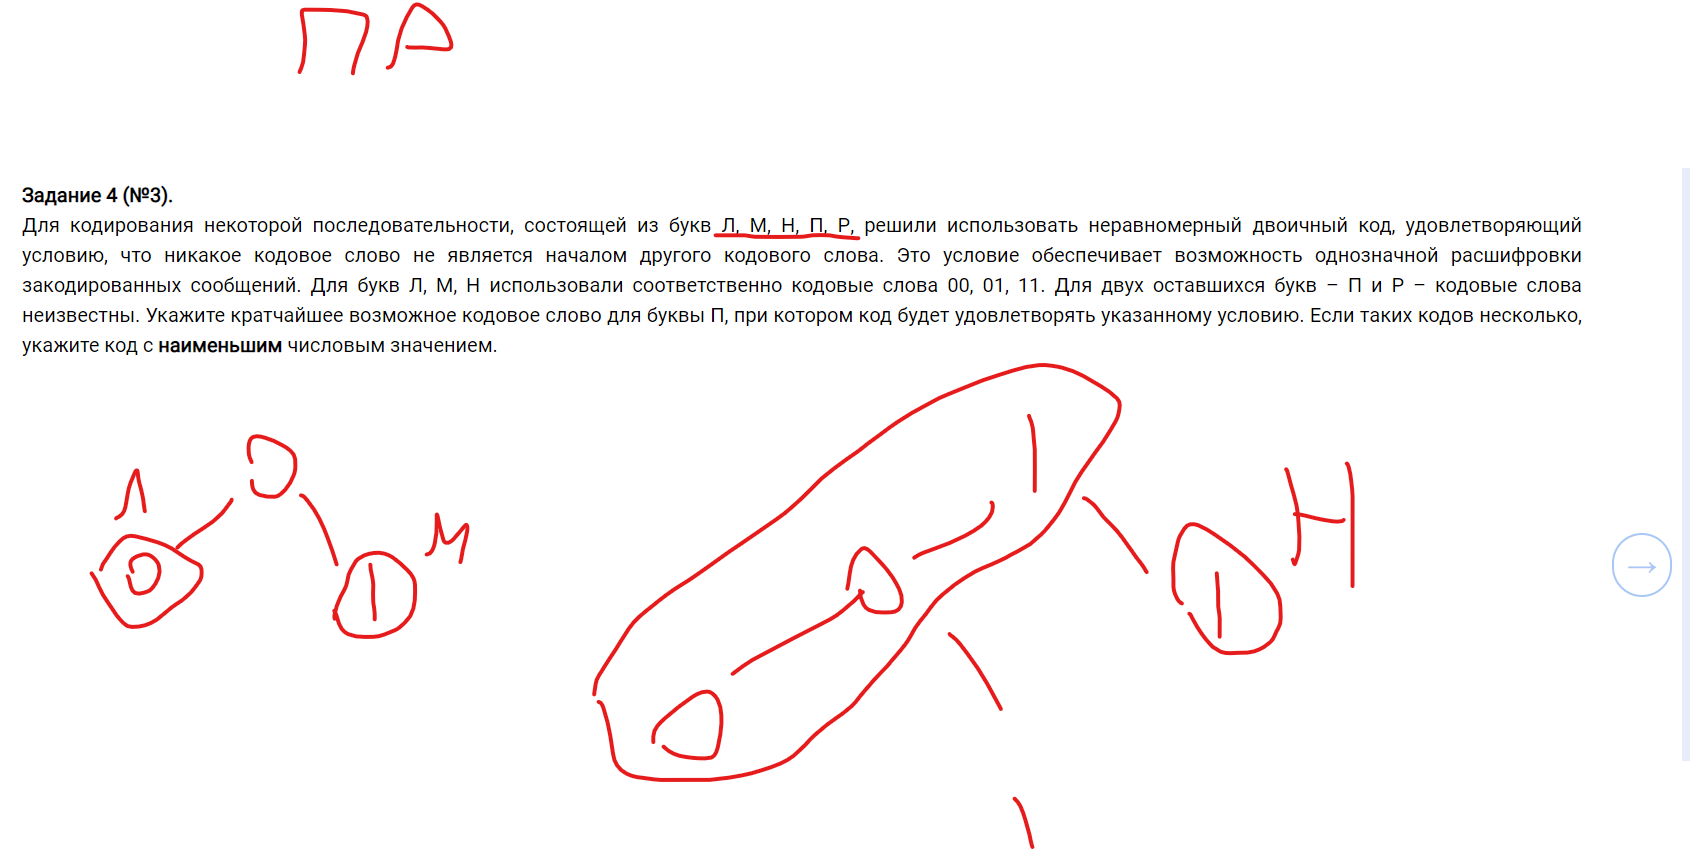 ПР
Задание 4 (№3).
Для кодирования некоторой последовательности, состоящей из букв Л, М, Н, П, Р, решили использовать неравномерный двоичный код, удовлетворяющий
условию, что никакое кодовое слово не является началом другого кодового слова. Это условие обеспечивает возможность однозначной расшифровки
закодированных сообщений. Для букв Л, М, Н использовали соответственно кодовые слова 00, 01, 11. Для двух оставшихся букв – П и Р – кодовые слова
неизвестны. Укажите кратчайшее возможное кодовое слово для буквы П, при котором код будет удовлетворять указанному условию. Если таких кодов несколько,
укажите код с наименьшим числовым значением.
0 1
Л М Н
0 1 0 1
0
1